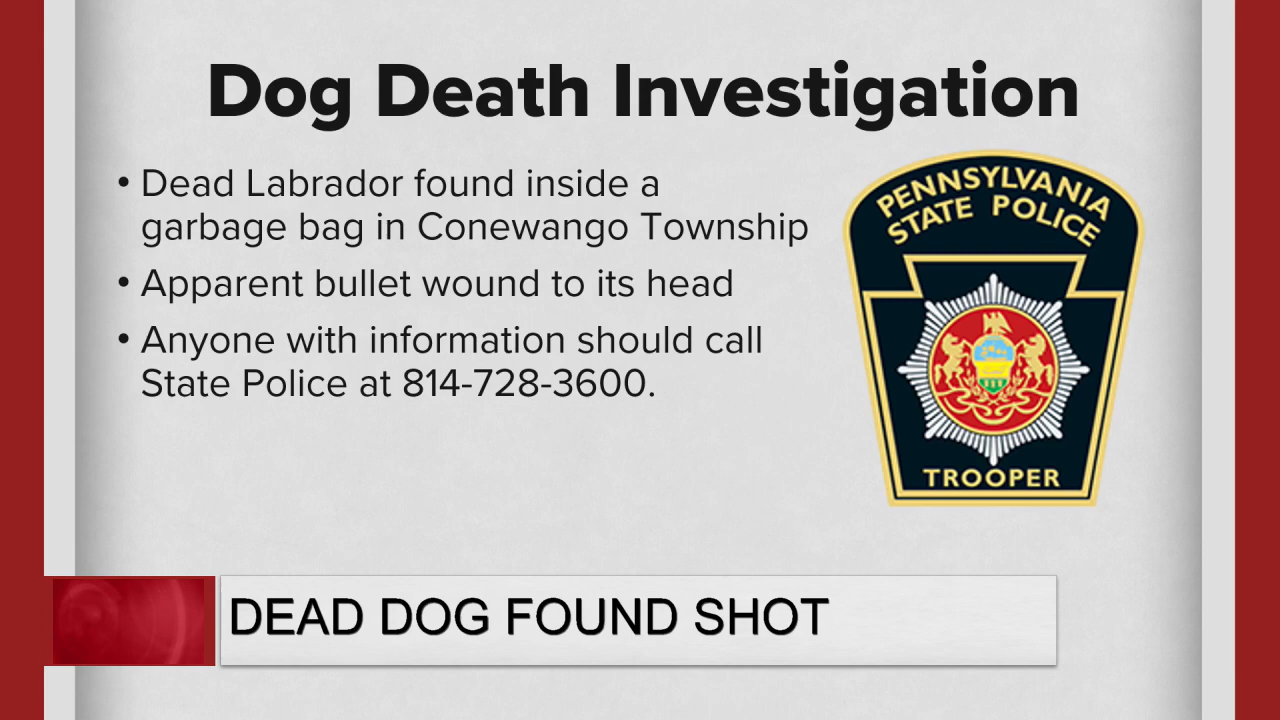 Dog Death Investigation
• Dead Labrador found inside a
garbage bag in Conewango Township
• Apparent bullet wound to its head
• Anyone with information should call
State Police at 814-728-3600.
PENNSYLVANIA
STATE POLICE
TROOPER
DEAD DOG FOUND SHOT